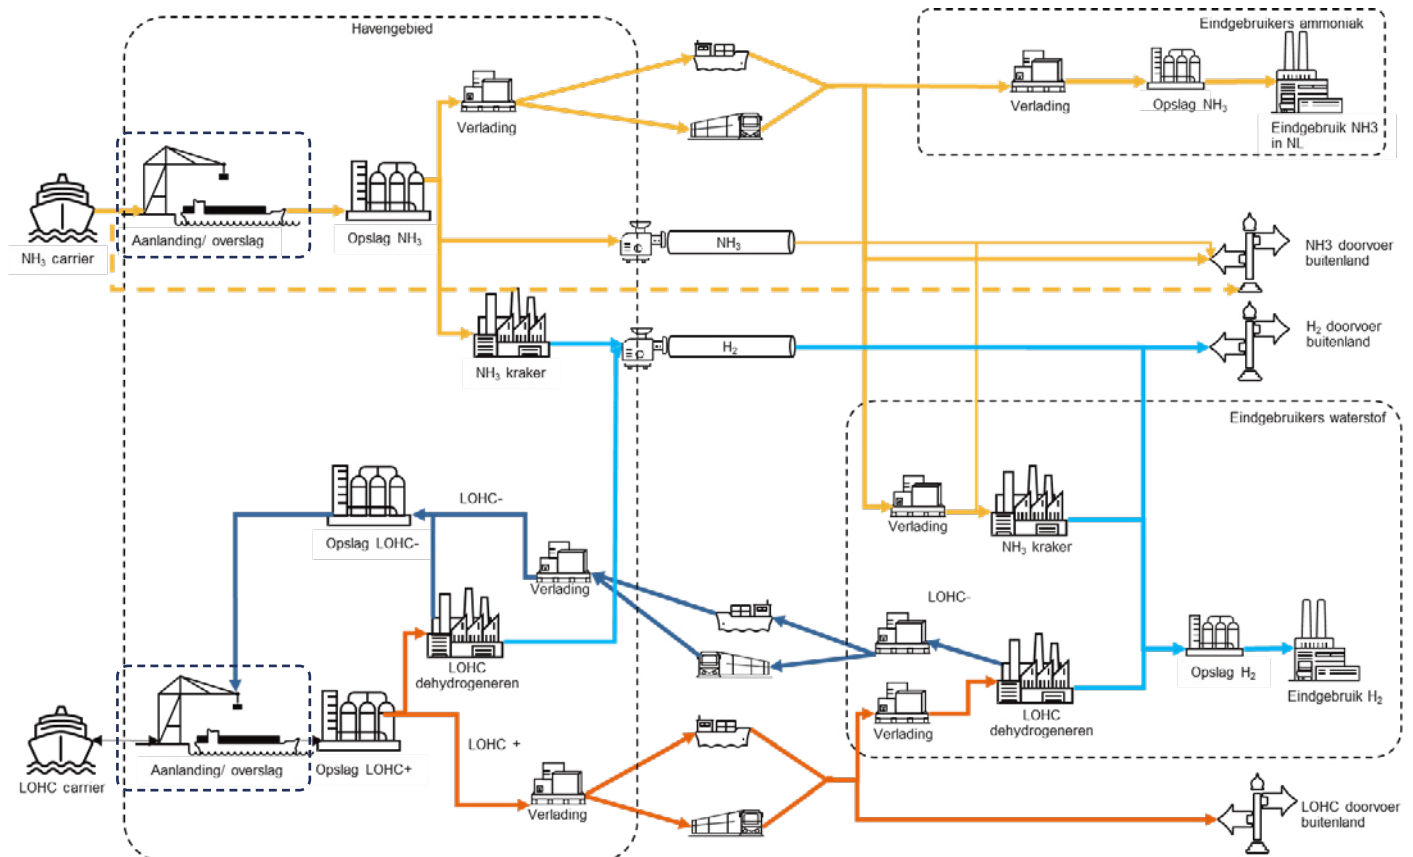 Havengebied
Eindgebruikers ammoniak
Verlading
Verlading
Opslag NH₃
Eindgebruik NH3
in NL
NH₃ carrier
Aanlanding/ overslag
Opslag NH₃
NH₃
NH3 doorvoer
buitenland
NH₃ kraker
H₂
H₂ doorvoer
buitenland
Eindgebruikers waterstof
Opslag LOHC-
LOHC-
Verlading
Verlading
NH₃ kraker
LOHC
dehydrogeneren
LOHC-
Verlading
LOHC
dehydrogeneren
Opslag H₂
Eindgebruik H₂
LOHC carrier
Aanlanding/ overslag
Opslag LOHC+
LOHC +
Verlading
LOHC doorvoer
buitenland